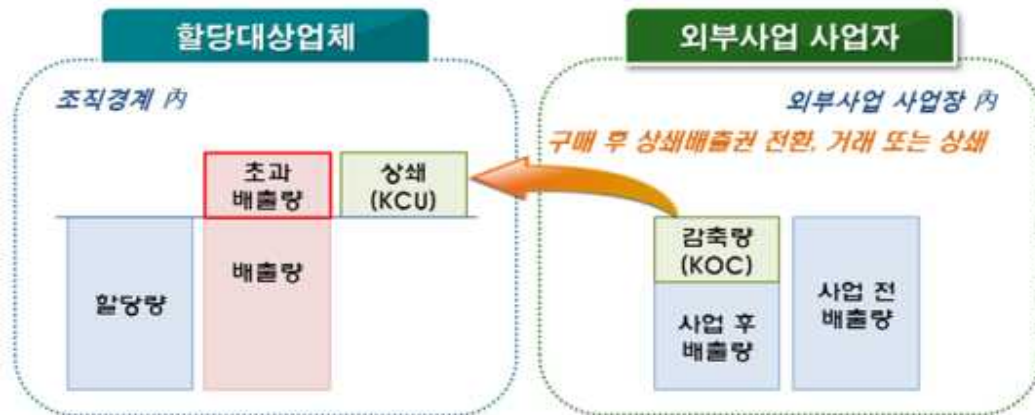 할당대상업체
조직경계 內
초과
배출량
상쇄
(KCU)
할당량
배출량
외부사업 사업자
외부사업 사업장 內
구매 후 상쇄배출권 전환, 거래 또는 상쇄
감축량
(KOC)
사업 후
배출량
사업 전
배출량